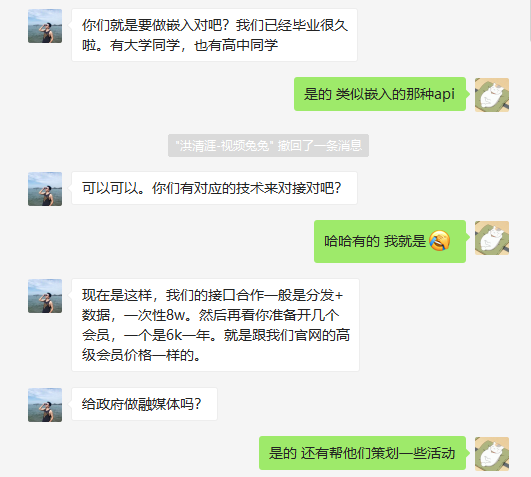 你们就是要做嵌入对吧？我们已经毕业很久
啦。有大学同学，也有高中同学
是的 类似嵌入的那种api
"洪清涯-视频兔兔" 撤回了一条消息
可以可以。你们有对应的技术来对接对吧？
哈哈有的 我就是
现在是这样，我们的接口合作一般是分发+
数据，一次性8w。然后再看你准备开几个
会员，一个是6k一年。就是跟我们官网的高
级会员价格一样的。
给政府做融媒体吗？
是的 还有帮他们策划一些活动